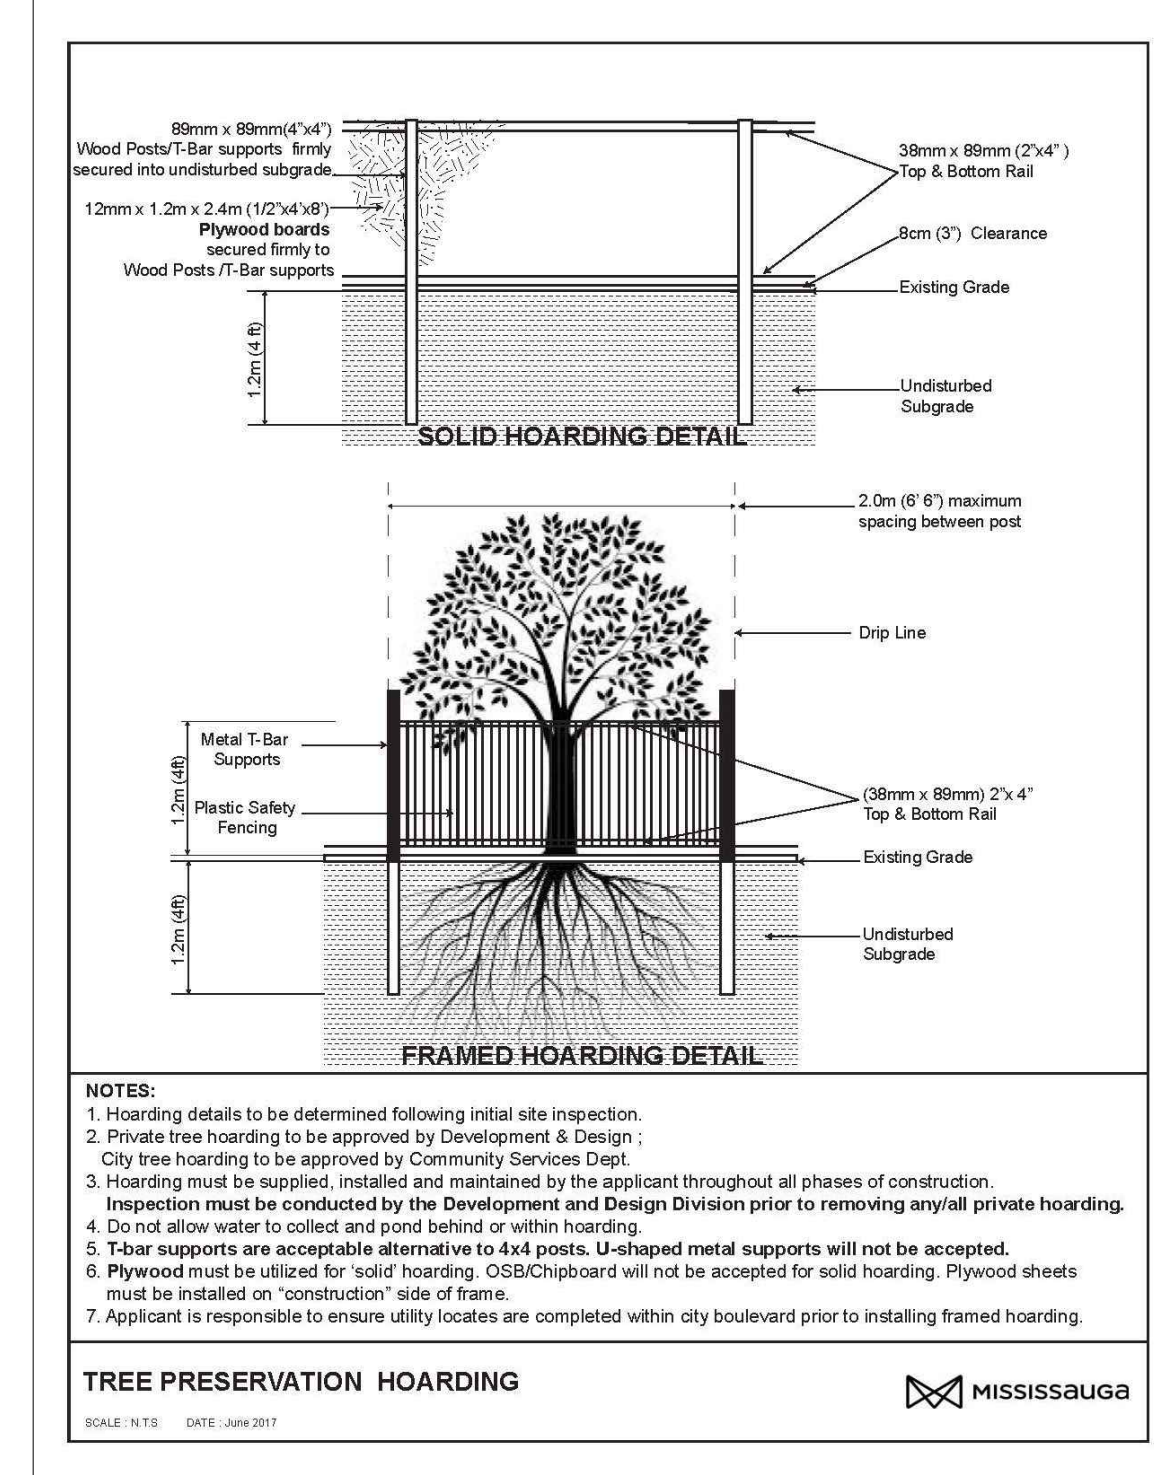 89mm x 89mm(4”x4”)
Wood Posts/T-Bar supports firmly
secured into undisturbed subgrade
12mm x 1.2m x 2.4m (1/2”x4’x8’)
Plywood boards
secured firmly to
Wood Posts /T-Bar supports
38mm x 89mm (2”x4” )
Top & Bottom Rail
8cm (3”) Clearance
Existing Grade
1.2m (4 ft)
Undisturbed
Subgrade
SOLID HOARDING DETAIL
2.0m (6’ 6”) maximum
spacing between post
Drip Line
Metal T-Bar
Supports
1.2m (4ft)
Plastic Safety
Fencing
(38mm x 89mm) 2”x 4”
Top & Bottom Rail
Existing Grade
1.2m (4ft)
Undisturbed
Subgrade
FRAMED HOARDING DETAIL
NOTES:
1. Hoarding details to be determined following initial site inspection.
2. Private tree hoarding to be approved by Development & Design ;
City tree hoarding to be approved by Community Services Dept.
3. Hoarding must be supplied, installed and maintained by the applicant throughout all phases of construction.
Inspection must be conducted by the Development and Design Division prior to removing any/all private hoarding.
4. Do not allow water to collect and pond behind or within hoarding.
5. T-bar supports are acceptable alternative to 4x4 posts. U-shaped metal supports will not be accepted.
6. Plywood must be utilized for ‘solid’ hoarding. OSB/Chipboard will not be accepted for solid hoarding. Plywood sheets
must be installed on “construction” side of frame.
7. Applicant is responsible to ensure utility locates are completed within city boulevard prior to installing framed hoarding.
TREE PRESERVATION HOARDING
MISSISSauGa
SCALE : N.T.S DATE : June 2017